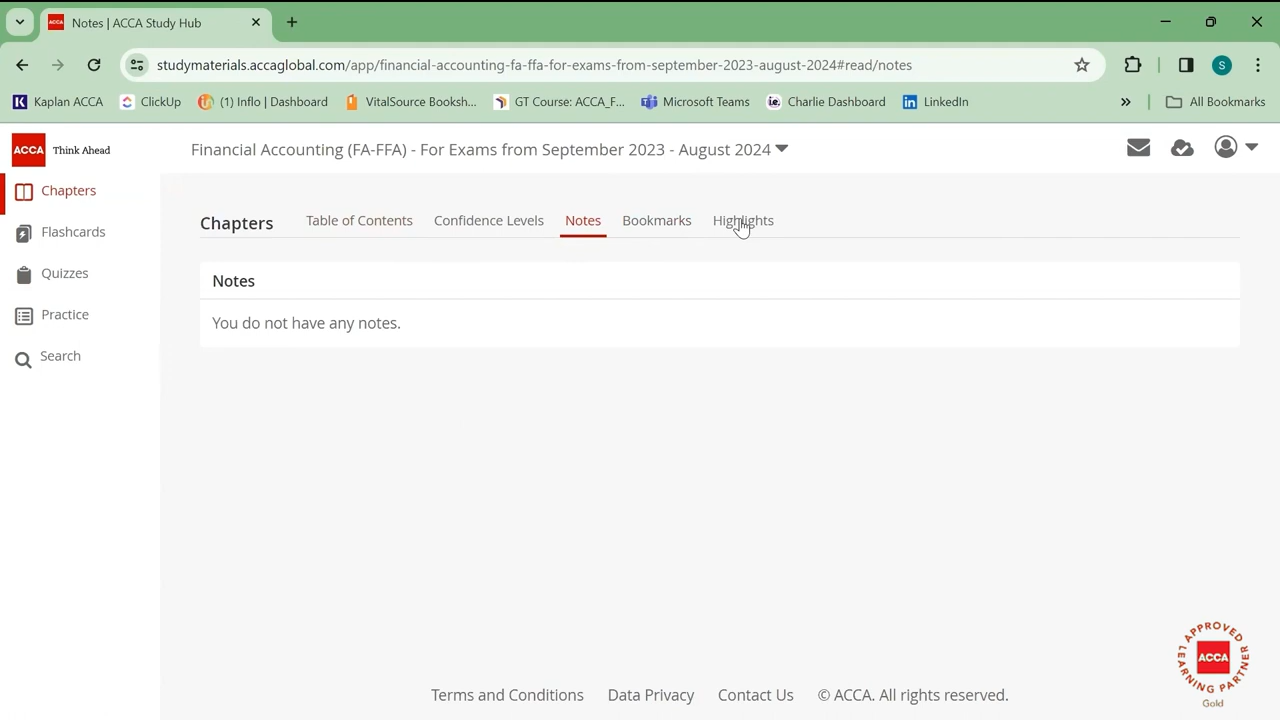 Notes | ACCA Study Hub
studymaterials.accaglobal.com/app/financial-accounting-fa-ffa-for-exams-from-september-2023-august-2024#read/notes
S
Kaplan ACCA ClickUp (1) Inflo | Dashboard VitalSource Booksh... GT Course: ACCA_F... Microsoft Teams Charlie Dashboard LinkedIn » All Bookmarks
ACCA Think Ahead
Financial Accounting (FA-FFA) - For Exams from September 2023 - August 2024
Chapters
Flashcards
Quizzes
Practice
Search
Chapters Table of Contents Confidence Levels Notes Bookmarks Highlights
Notes
You do not have any notes.
APPROVED
ACCA
LEARNING PARTNER
Gold
Terms and Conditions Data Privacy Contact Us © ACCA. All rights reserved.